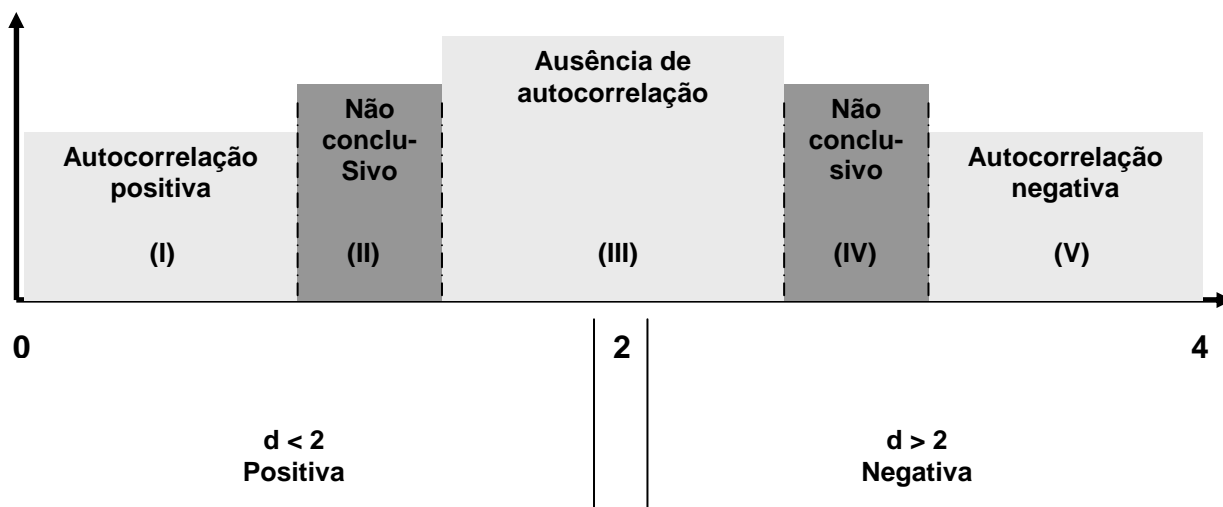 Autocorrelação
positiva
(I)
Não
conclu-
Sivo
(II)
Ausência de
autocorrelação
(III)
Não
conclu-
sivo
(IV)
Autocorrelação
negativa
(V)
0
2
4
d < 2
Positiva
d > 2
Negativa